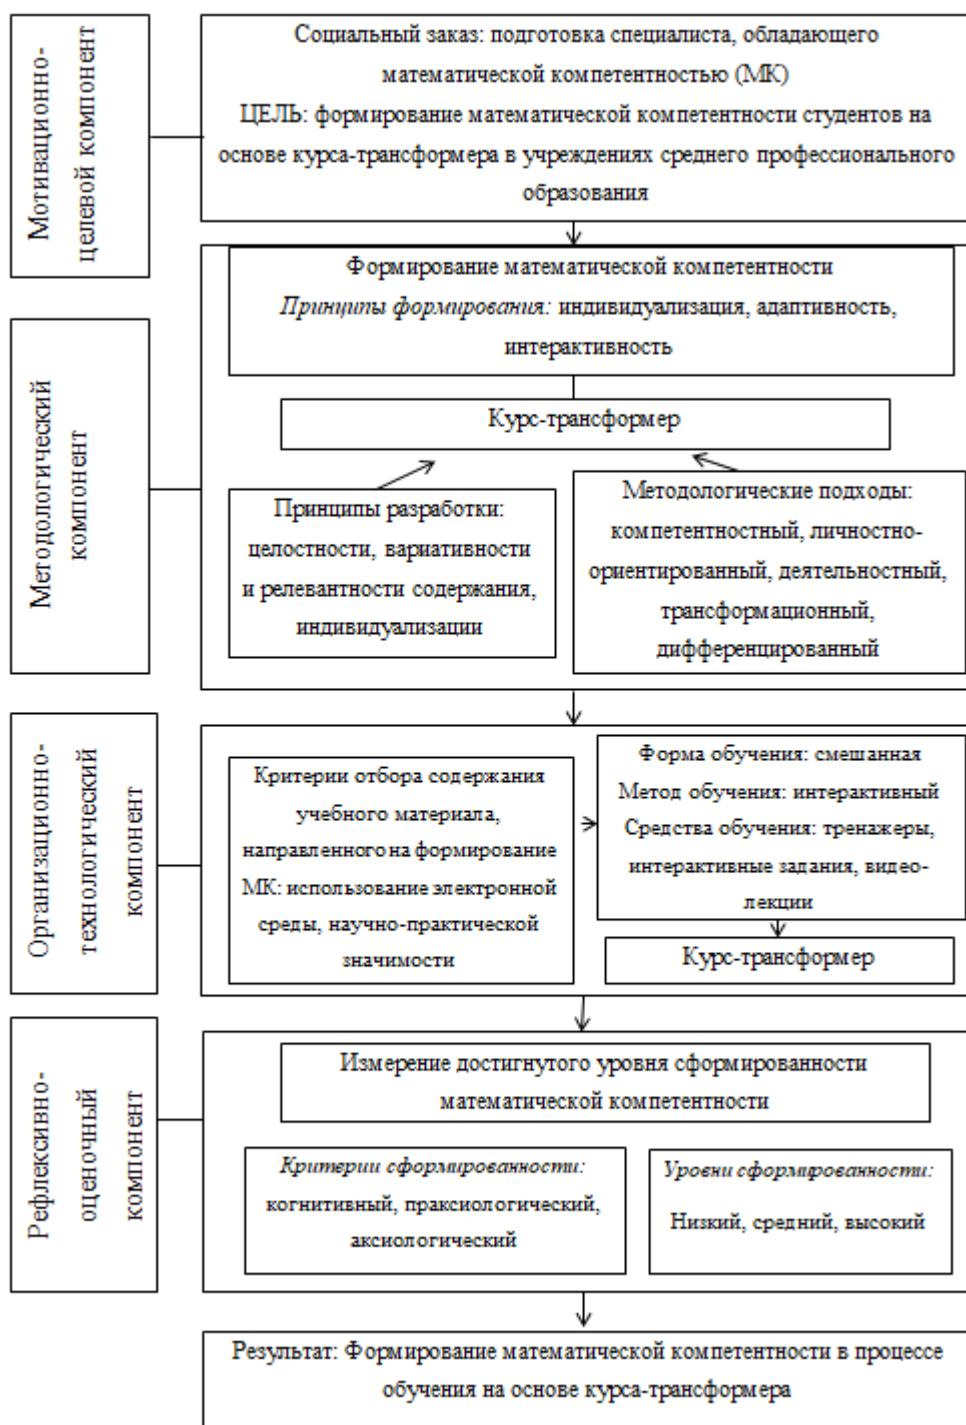 Мотивационно-
целевой компонент
Социальный заказ: подготовка специалиста, обладающего
математической компетентностью (МК)
ЦЕЛЬ: формирование математической компетентности студентов на
основе курса-трансформера в учреждениях среднего профессионального
образования
Методологический
компонент
Формирование математической компетентности
Принципы формирования: индивидуализация, адаптивность,
интерактивность
Курс-трансформер
Принципы разработки:
целостности, вариативности
и релевантности содержания,
индивидуализации
Методологические подходы:
компетентностный, личностно-
ориентированный, деятельностный,
трансформационный,
дифференцированный
Организационно-
технологический
компонент
Критерии отбора содержания
учебного материала,
направленного на формирование
МК: использование электронной
среды, научно-практической
значимости
Форма обучения: смешанная
Метод обучения: интерактивный
Средства обучения: тренажеры,
интерактивные задания, видео-
лекции
Курс-трансформер
Рефлексивно-
оценочный
компонент
Измерение достигнутого уровня сформированности
математической компетентности
Критерии сформированности:
когнитивный, праксиологический,
аксиологический
Уровни сформированности:
Низкий, средний, высокий
Результат: Формирование математической компетентности в процессе
обучения на основе курса-трансформера